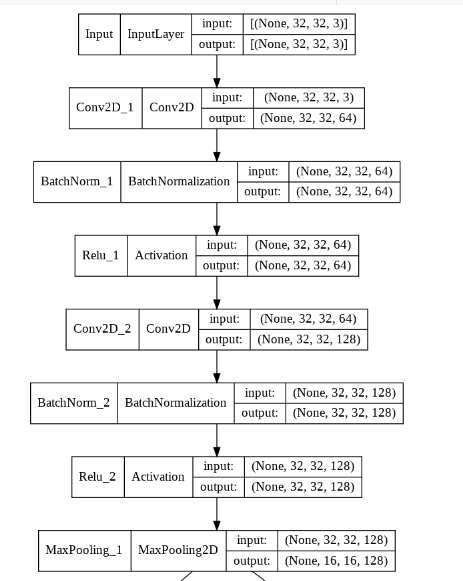 Input InputLayer input: [(None, 32, 32, 3)]
output: [(None, 32, 32, 3)]
Conv2D_1 Conv2D input: (None, 32, 32, 3)
output: (None, 32, 32, 64)
BatchNorm_1 BatchNormalization input: (None, 32, 32, 64)
output: (None, 32, 32, 64)
Relu_1 Activation input: (None, 32, 32, 64)
output: (None, 32, 32, 64)
Conv2D_2 Conv2D input: (None, 32, 32, 64)
output: (None, 32, 32, 128)
BatchNorm_2 BatchNormalization input: (None, 32, 32, 128)
output: (None, 32, 32, 128)
Relu_2 Activation input: (None, 32, 32, 128)
output: (None, 32, 32, 128)
MaxPooling_1 MaxPooling2D input: (None, 32, 32, 128)
output: (None, 16, 16, 128)